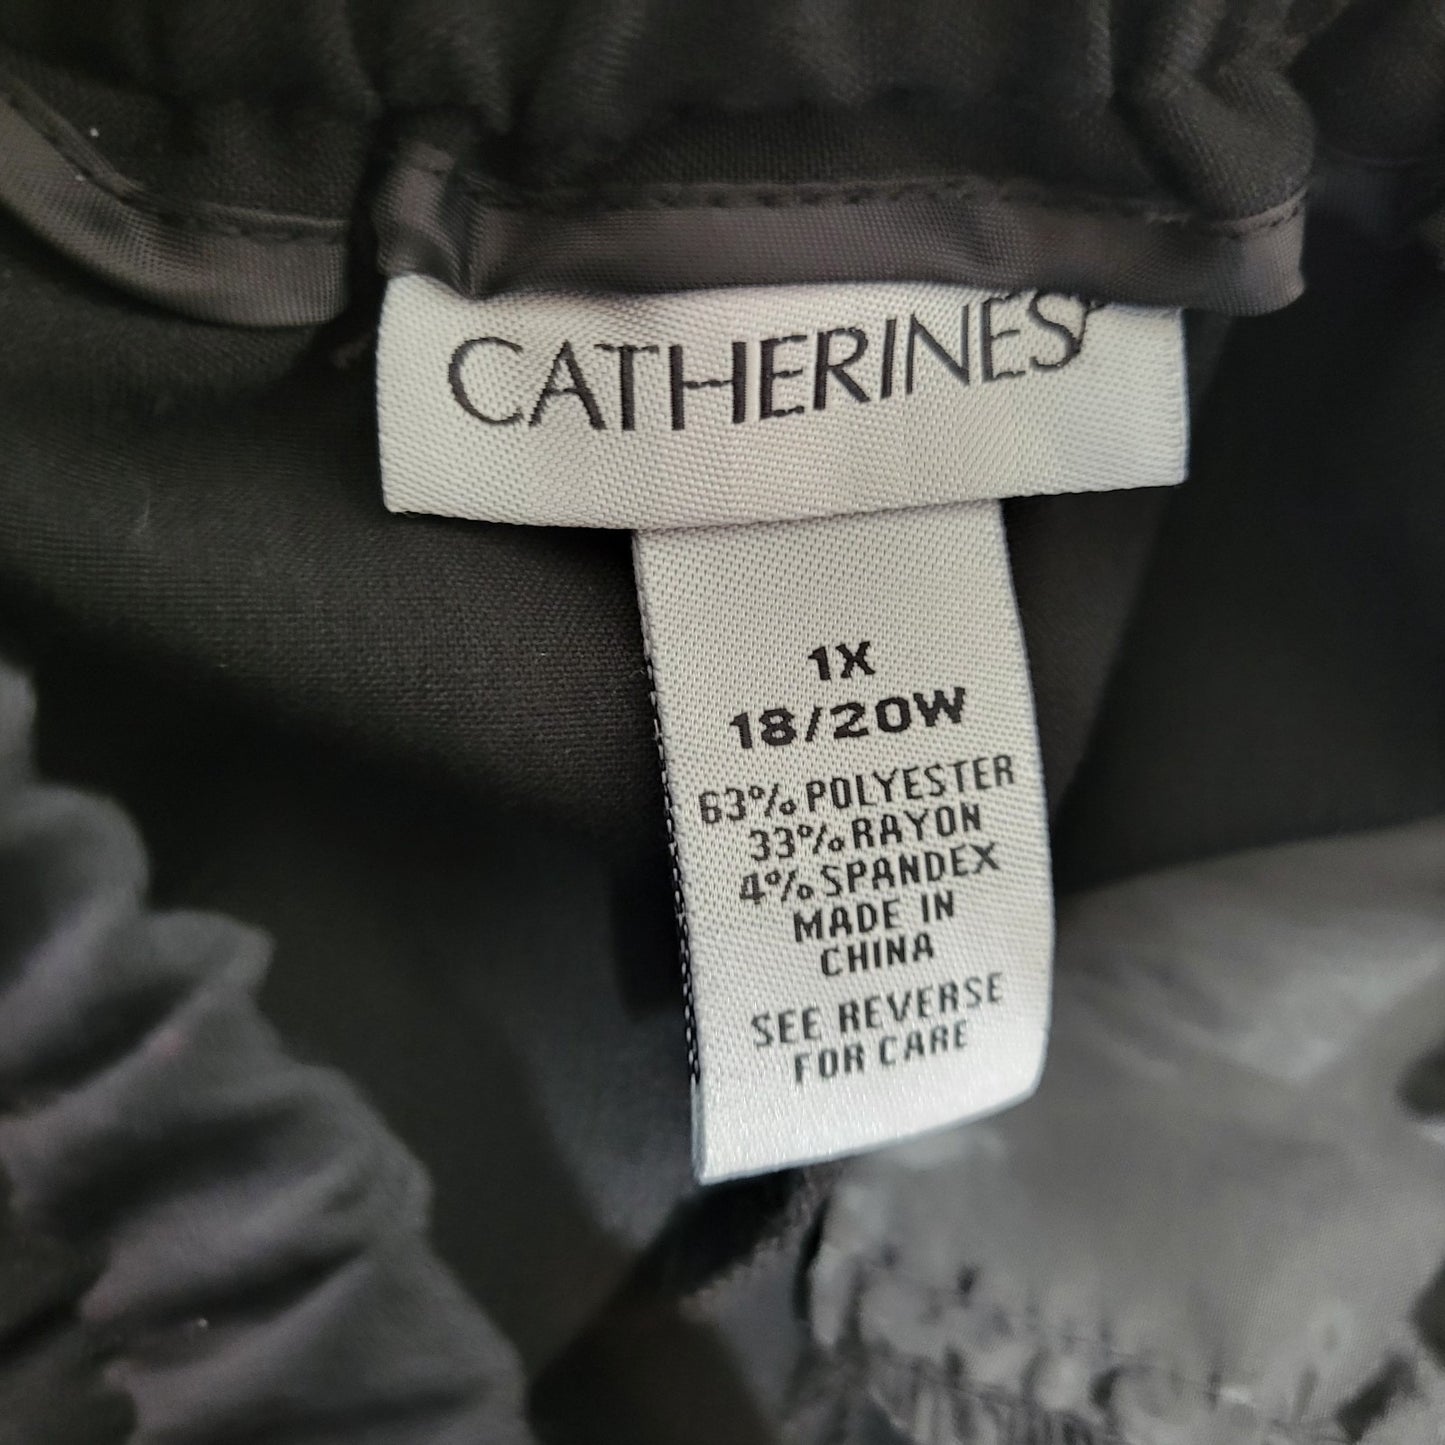 CATHERINES
1X
18/20W
63% POLYESTER
33% RAYON
4% SPANDEX
MADE IN
CHINA
SEE REVERSE
FOR CARE